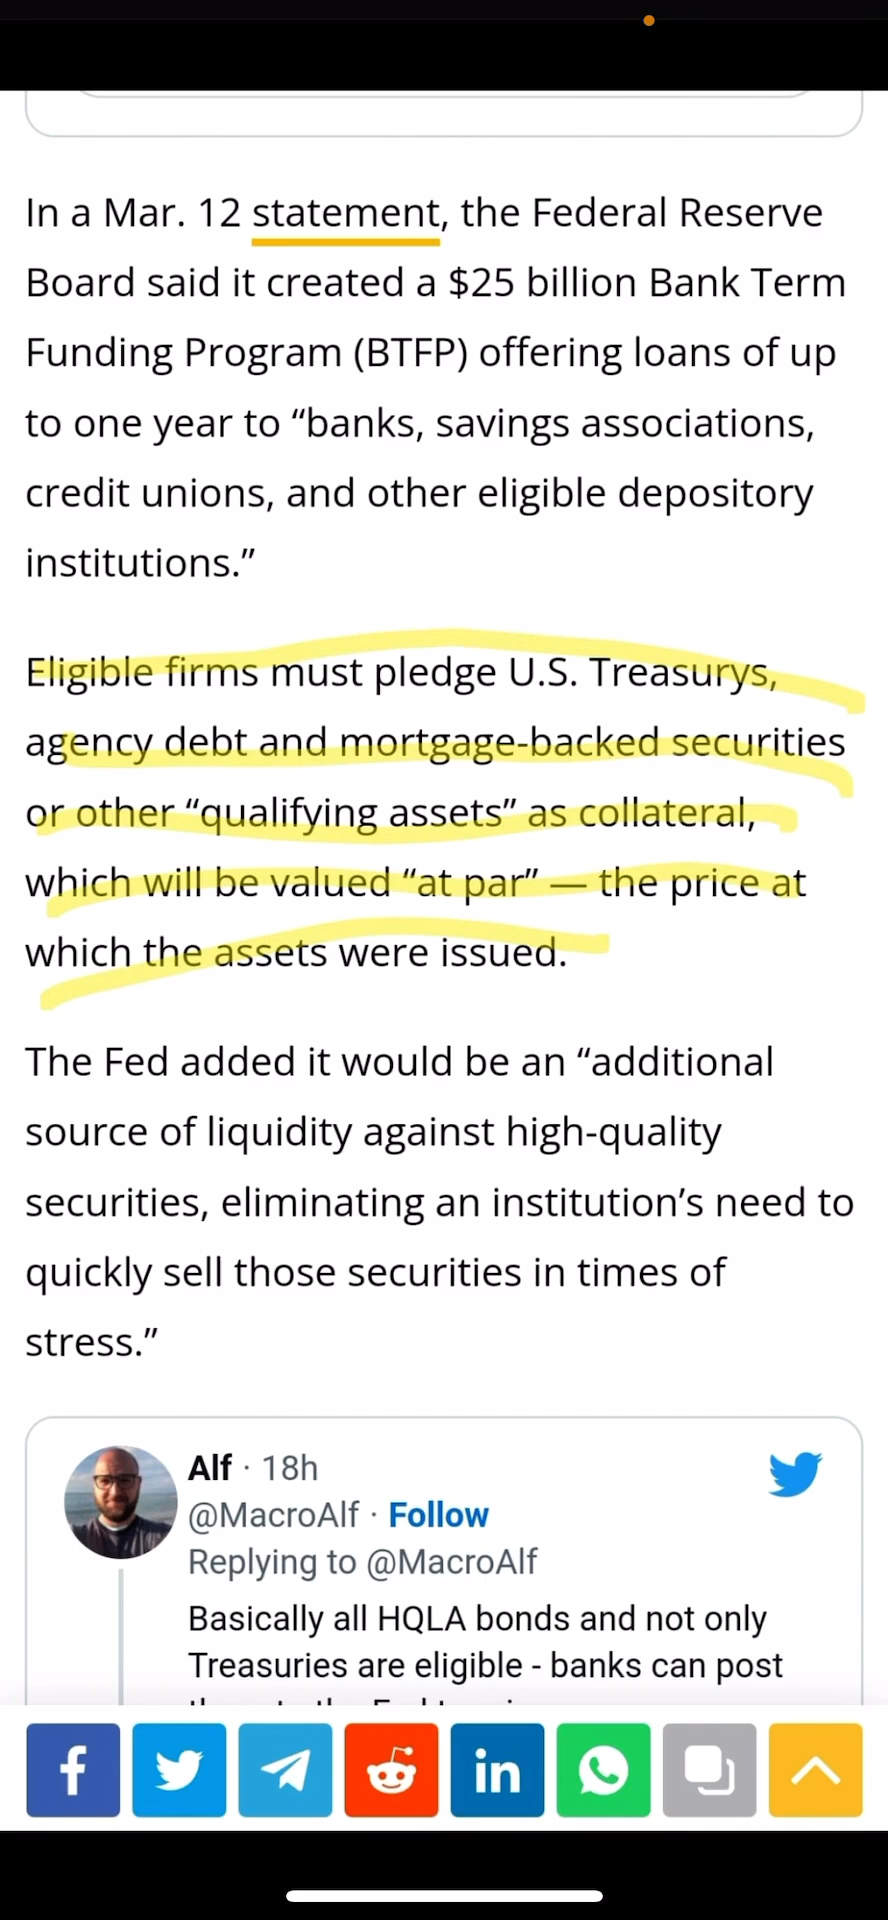 In a Mar. 12 statement, the Federal Reserve
Board said it created a $25 billion Bank Term
Funding Program (BTFP) offering loans of up
to one year to “banks, savings associations,
credit unions, and other eligible depository
institutions.”
Eligible firms must pledge U.S. Treasurys,
agency debt and mortgage-backed securities
or other “qualifying assets” as collateral,
which will be valued “at par” — the price at
which the assets were issued.
The Fed added it would be an “additional
source of liquidity against high-quality
securities, eliminating an institution’s need to
quickly sell those securities in times of
stress.”
Alf · 18h
@MacroAlf · Follow
Replying to @MacroAlf
Basically all HQLA bonds and not only
Treasuries are eligible - banks can post